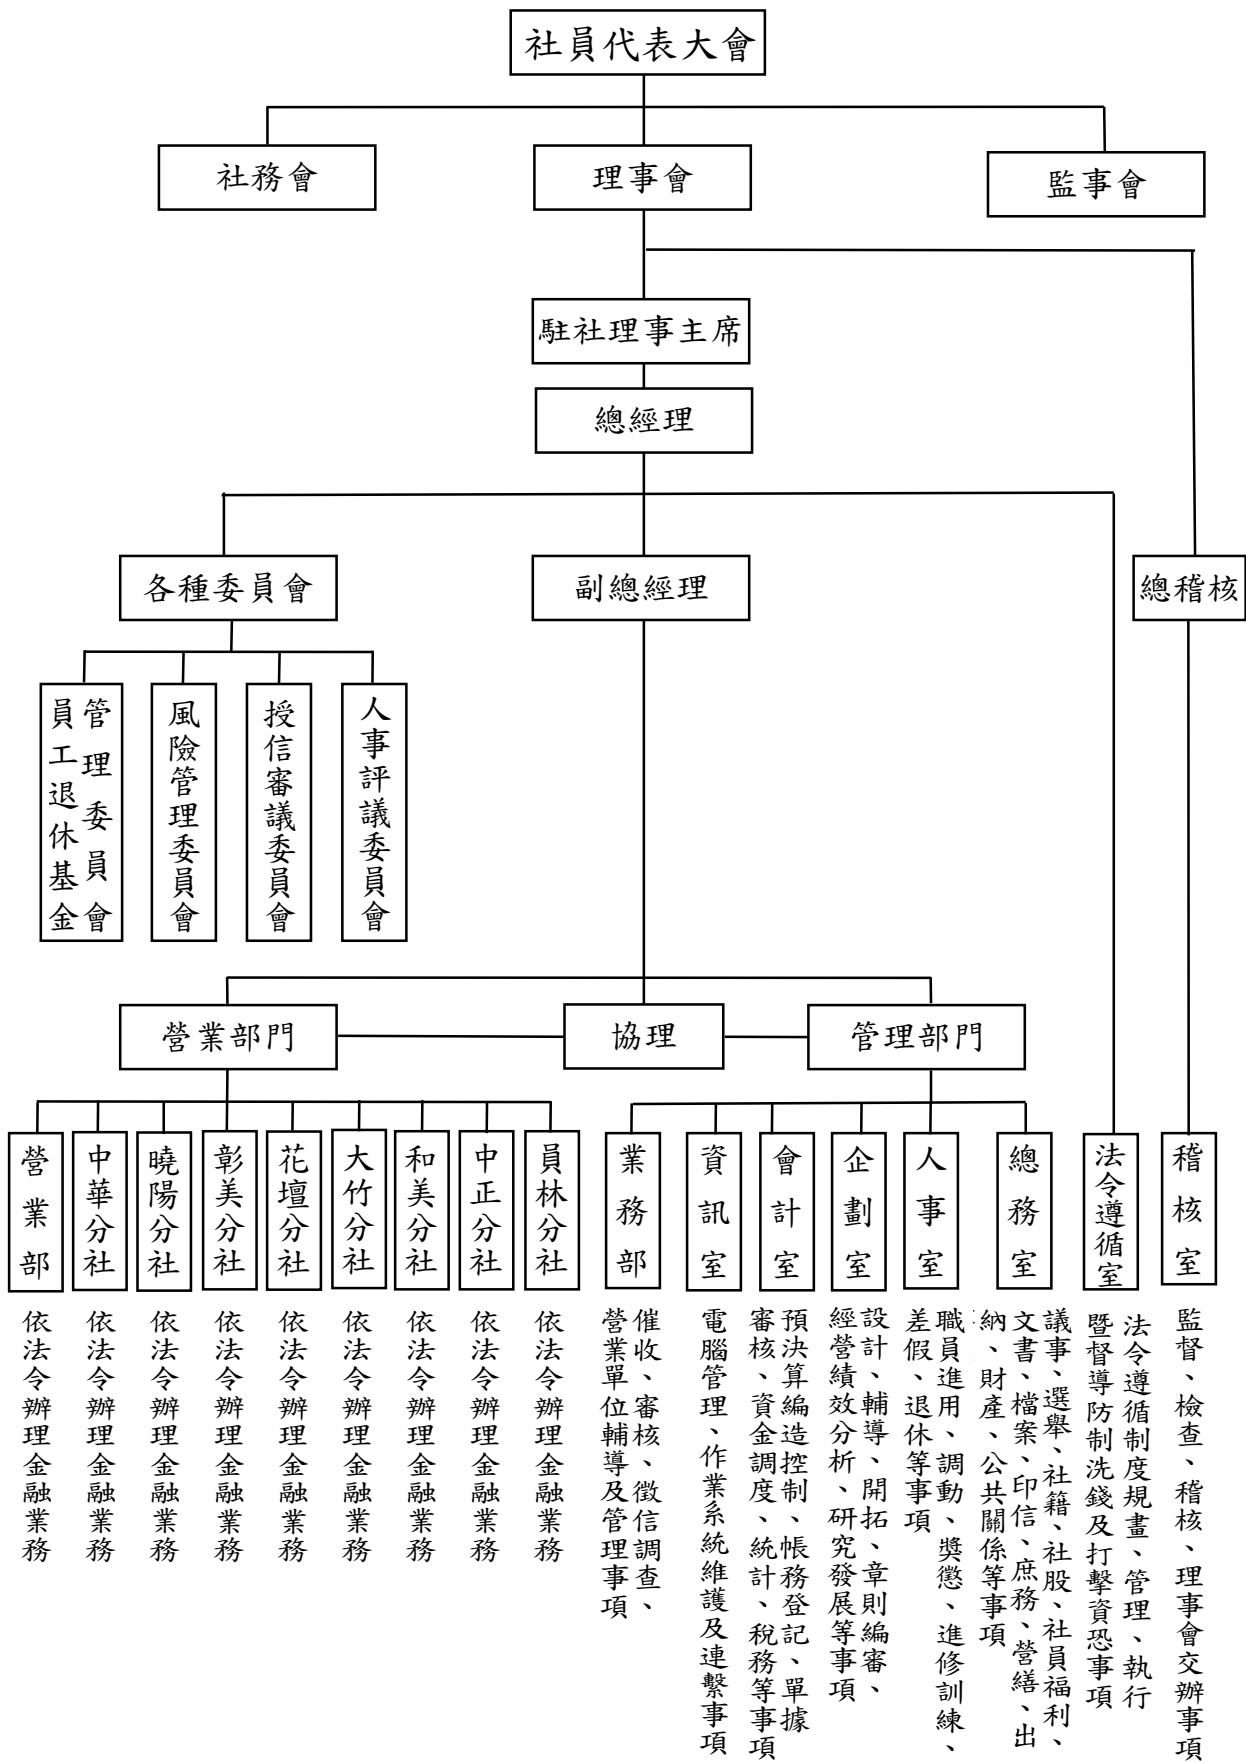 社員代表大會
社務會
理事會
監事會
駐社理事主席
總經理
各種委員會
副總經理
總稽核
員工退休基金
管理委員會
風險管理委員會
授信審議委員會
人事評議委員會
營業部門
協理
管理部門
營業部
中華分社
曉陽分社
彰美分社
花壇分社
大竹分社
和美分社
中正分社
員林分社
業務部
資訊室
會計室
企劃室
人事室
總務室
法令遵循室
稽核室
依法令辦理金融業務
依法令辦理金融業務
依法令辦理金融業務
依法令辦理金融業務
依法令辦理金融業務
依法令辦理金融業務
依法令辦理金融業務
依法令辦理金融業務
依法令辦理金融業務
催收、審核、徵信調查、
營業單位輔導及管理事項
電腦管理、作業系統維護及連繫事項
預決算編造控制、帳務登記、單據
審核、資金調度、統計、稅務等事項
設計、輔導、開拓、章則編審、
經營績效分析、研究發展等事項
職員進用、調動、獎懲、進修訓練、
差假、退休等事項
議事、選舉、社籍、社股、社員福利、
文書、檔案、印信、庶務、營繕、出
納、財產、公共關係等事項
法令遵循制度規畫、管理、執行
暨督導防制洗錢及打擊資恐事項
監督、檢查、稽核、理事會交辦事項